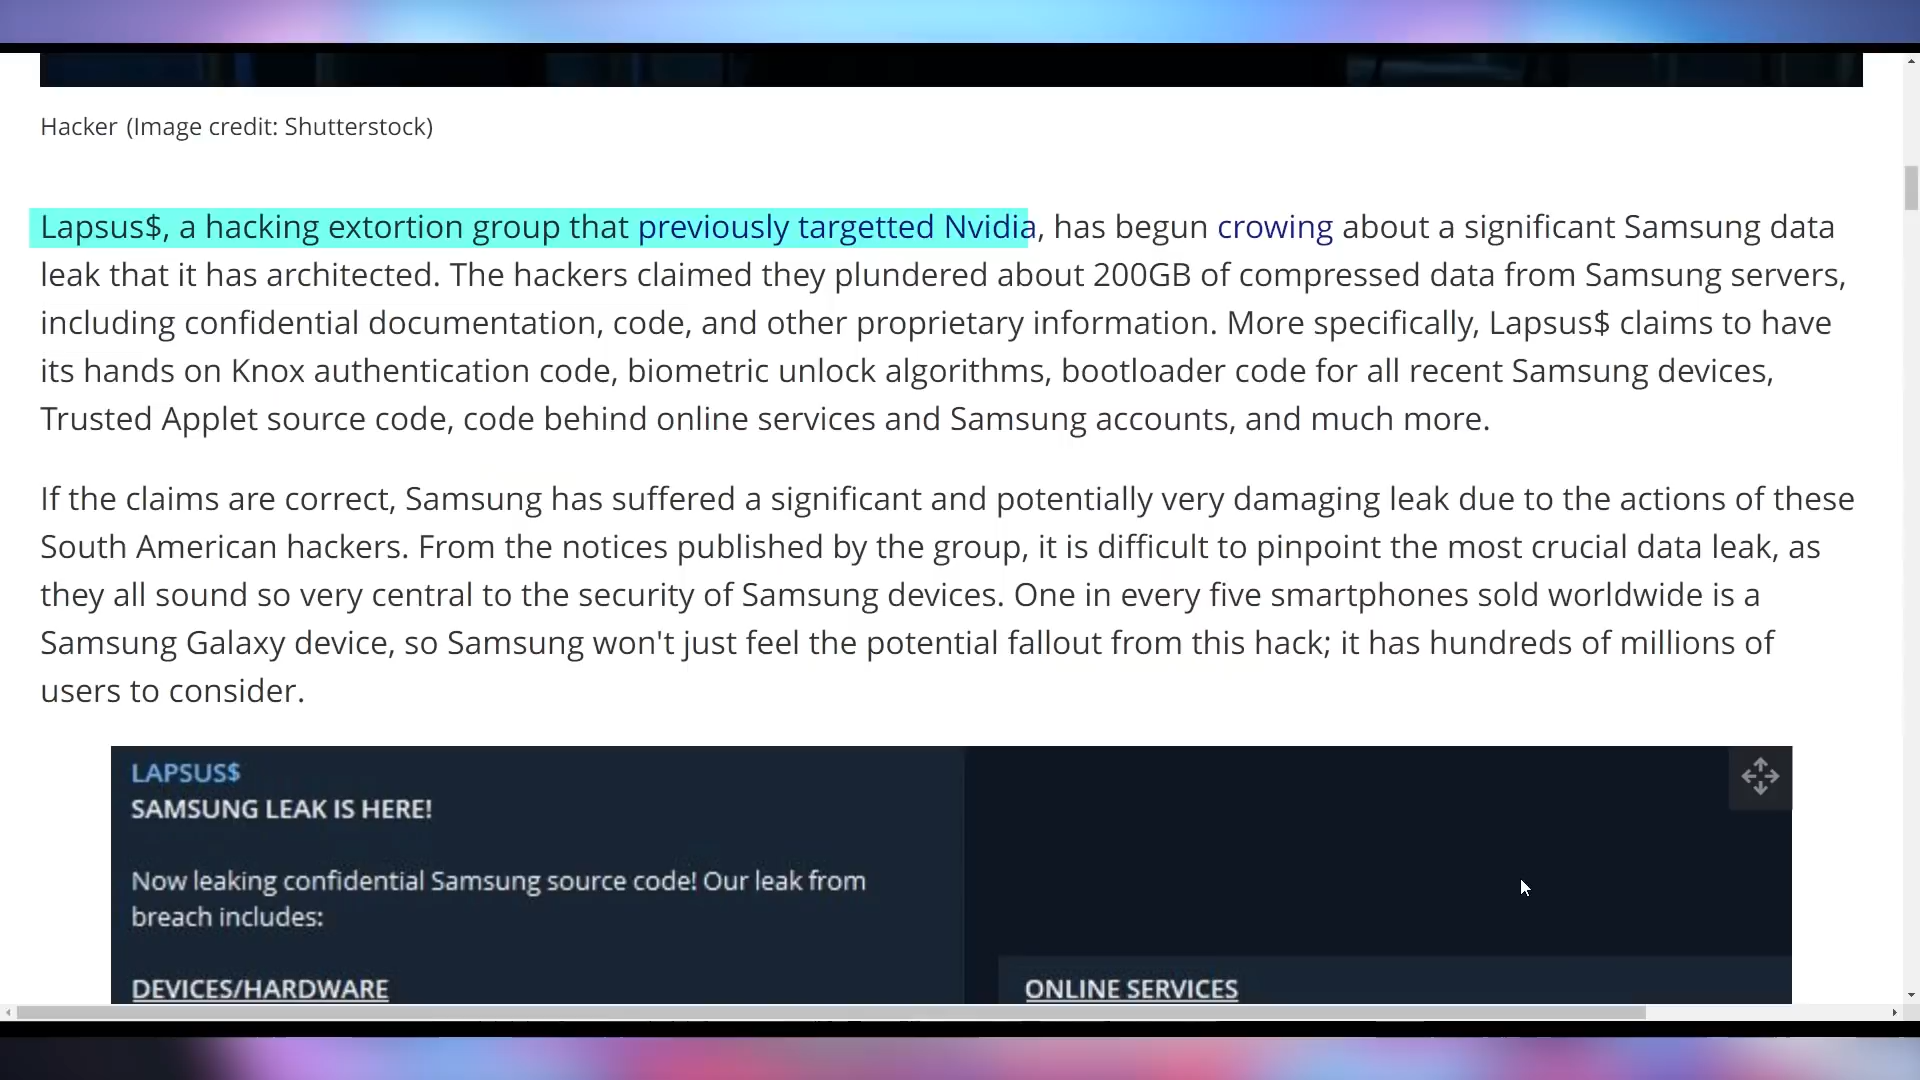 Hacker (Image credit: Shutterstock)
Lapsus$, a hacking extortion group that previously targetted Nvidia, has begun crowing about a significant Samsung data
leak that it has architected. The hackers claimed they plundered about 200GB of compressed data from Samsung servers,
including confidential documentation, code, and other proprietary information. More specifically, Lapsus$ claims to have
its hands on Knox authentication code, biometric unlock algorithms, bootloader code for all recent Samsung devices,
Trusted Applet source code, code behind online services and Samsung accounts, and much more.
If the claims are correct, Samsung has suffered a significant and potentially very damaging leak due to the actions of these
South American hackers. From the notices published by the group, it is difficult to pinpoint the most crucial data leak, as
they all sound so very central to the security of Samsung devices. One in every five smartphones sold worldwide is a
Samsung Galaxy device, so Samsung won't just feel the potential fallout from this hack; it has hundreds of millions of
users to consider.
LAPSUS$
SAMSUNG LEAK IS HERE!
Now leaking confidential Samsung source code! Our leak from
breach includes:
DEVICES/HARDWARE
ONLINE SERVICES